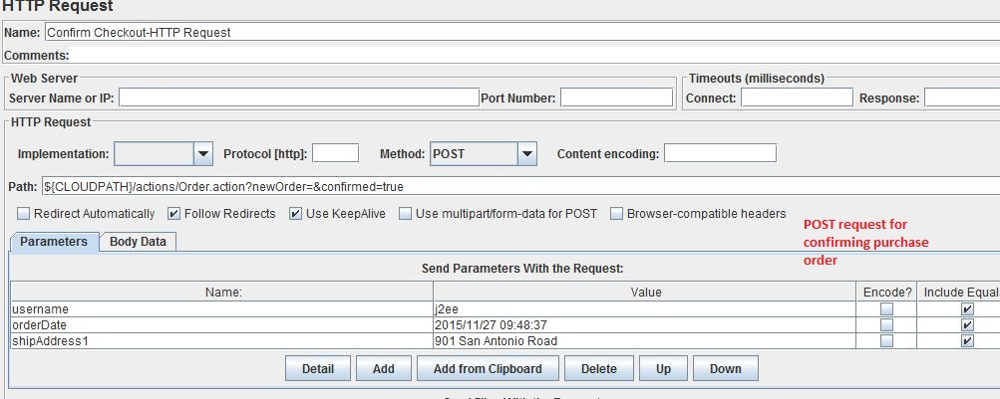 HTTP Request
Name: Confirm Checkout-HTTP Request
Comments:
Web Server
Timeouts (milliseconds)
Server Name or IP: Port Number: Connect: Response:
HTTP Request
Implementation: Protocol [http]: Method: POST Content encoding:
Path: ${CLOUDPATH}/actions/Order.action?newOrder=&confirmed=true
Redirect Automatically Follow Redirects Use KeepAlive Use multipart/form-data for POST Browser-compatible headers
POST request for
confirming purchase
order
Parameters Body Data
Send Parameters With the Request:
Name: Value Encode? Include Equal
username j2ee
orderDate 2015/11/27 09:48:37
shipAddress1 901 San Antonio Road
Detail Add Add from Clipboard Delete Up Down